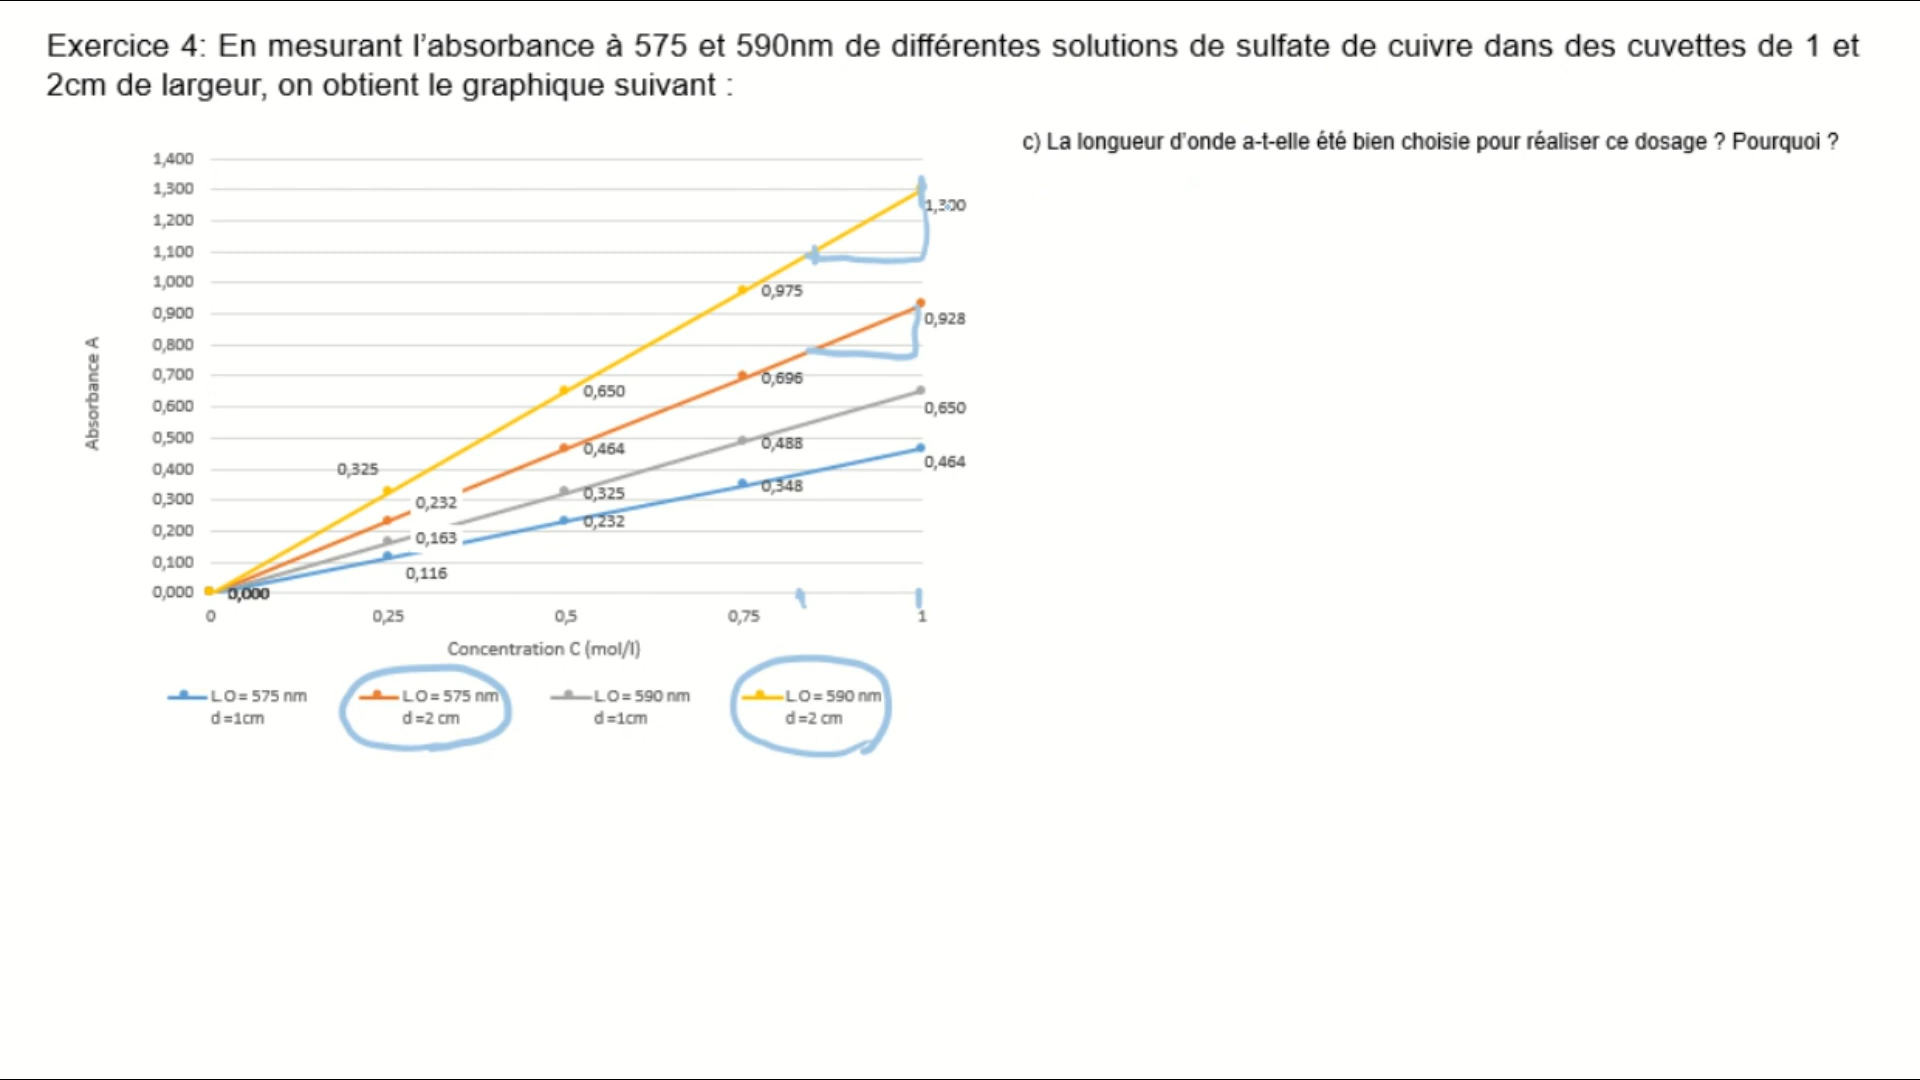 Exercice 4: En mesurant l’absorbance à 575 et 590nm de différentes solutions de sulfate de cuivre dans des cuvettes de 1 et
2cm de largeur, on obtient le graphique suivant :
c) La longueur d’onde a-t-elle été bien choisie pour réaliser ce dosage ? Pourquoi ?
Absorbance A
1,400
1,300
1,200
1,100
1,000
0,900
0,800
0,700
0,600
0,500
0,400
0,300
0,200
0,100
0,000
1,300
0,975
0,928
0,696
0,650
0,650
0,464
0,488
0,464
0,325
0,348
0,325
0,232
0,232
0,163
0,116
0,000
0
0,25
0,5
0,75
1
Concentration C (mol/l)
L.O = 575 nm
d =1cm
L.O = 575 nm
d =2 cm
L.O = 590 nm
d =1cm
L.O = 590 nm
d =2 cm